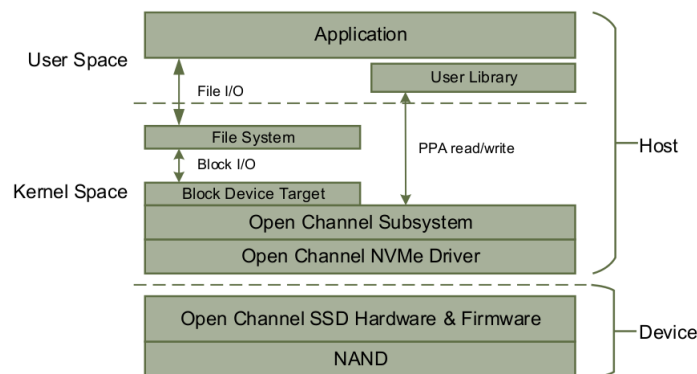 Application
User Space
User Library
File I/O
File System
PPA read/write
Host
Block I/O
Kernel Space
Block Device Target
Open Channel Subsystem
Open Channel NVMe Driver
Open Channel SSD Hardware & Firmware
Device
NAND